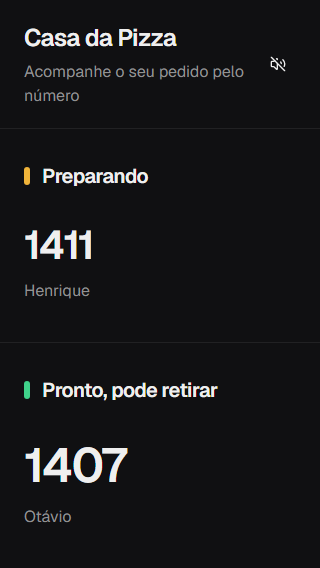 Casa da Pizza
Acompanhe o seu pedido pelo
número
Preparando
1411
Henrique
Pronto, pode retirar
1407
Otávio